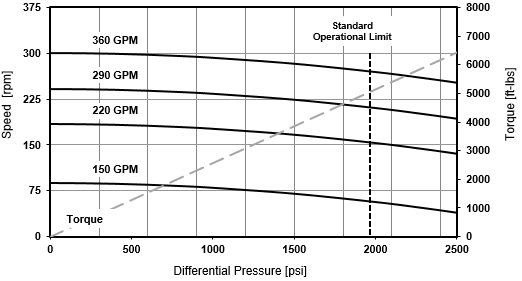 375
300
225
150
75
0
Speed [rpm]
360 GPM
290 GPM
220 GPM
150 GPM
Torque
Standard
Operational Limit
8000
7000
6000
5000
4000
3000
2000
1000
0
Torque [ft-lbs]
0
500
1000
1500
2000
2500
Differential Pressure [psi]